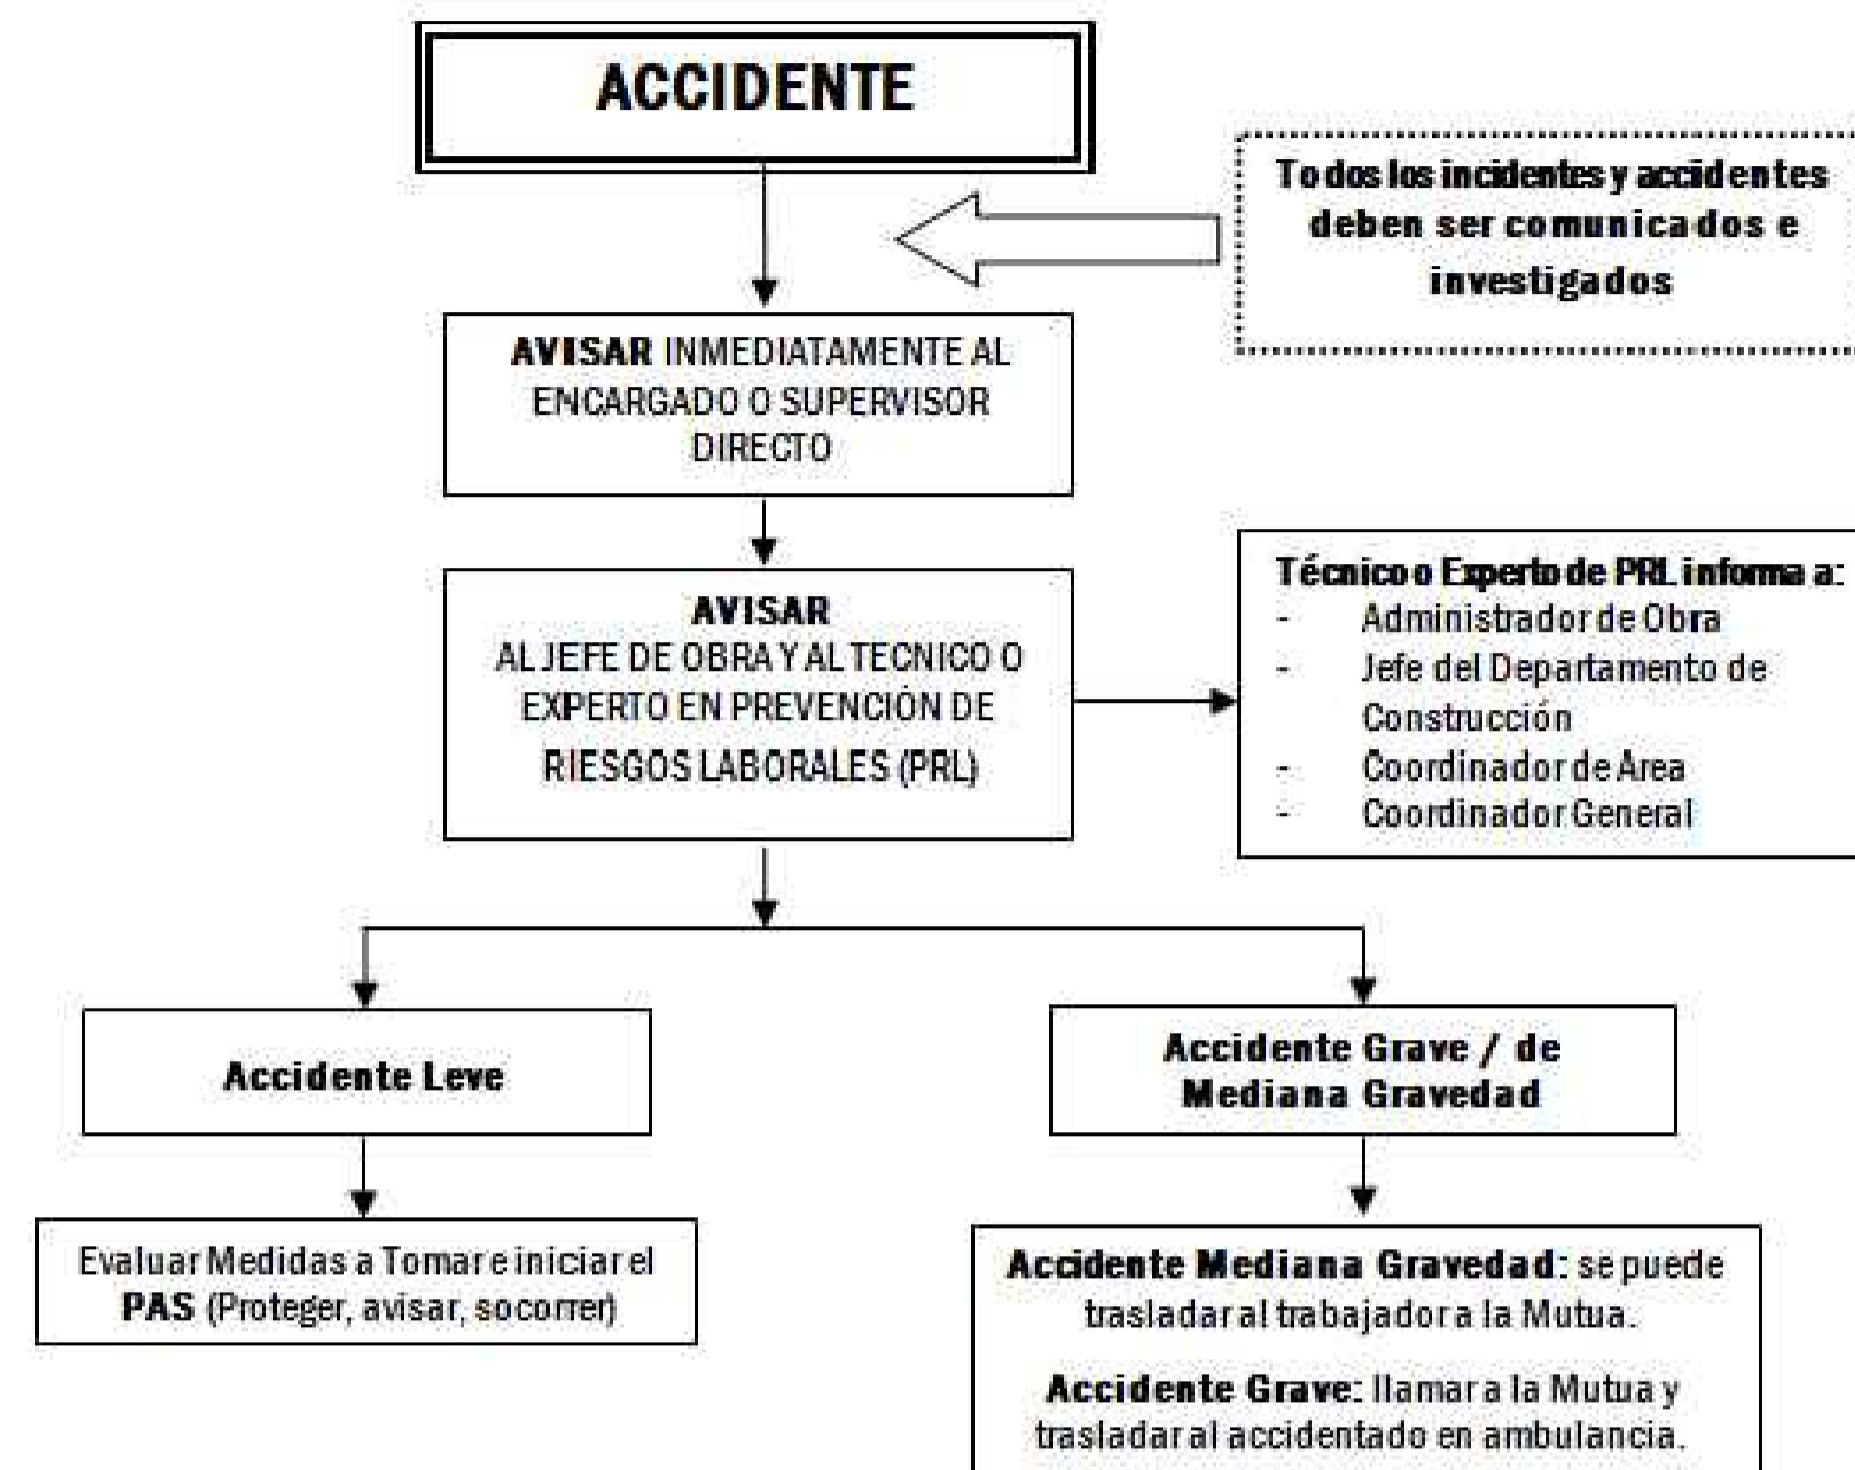 ACCIDENTE
Todos los incidentes y accidentes
deben ser comunicados e
investigados
AVISAR INMEDIATAMENTE AL
ENCARGADO O SUPERVISOR
DIRECTO
AVISAR
AL JEFE DE OBRA Y AL TECNICO O
EXPERTO EN PREVENCIÓN DE
RIESGOS LABORALES (PRL)
Técnico o Experto de PRL informa a:
- Administrador de Obra
- Jefe del Departamento de
Construcción
- Coordinador de Area
- Coordinador General
Accidente Leve
Accidente Grave / de
Mediana Gravedad
Evaluar Medidas a Tomar e iniciar el
PAS (Proteger, avisar, socorrer)
Accidente Mediana Gravedad: se puede
trasladar al trabajador a la Mutua.
Accidente Grave: llamar a la Mutua y
trasladar al accidentado en ambulancia.